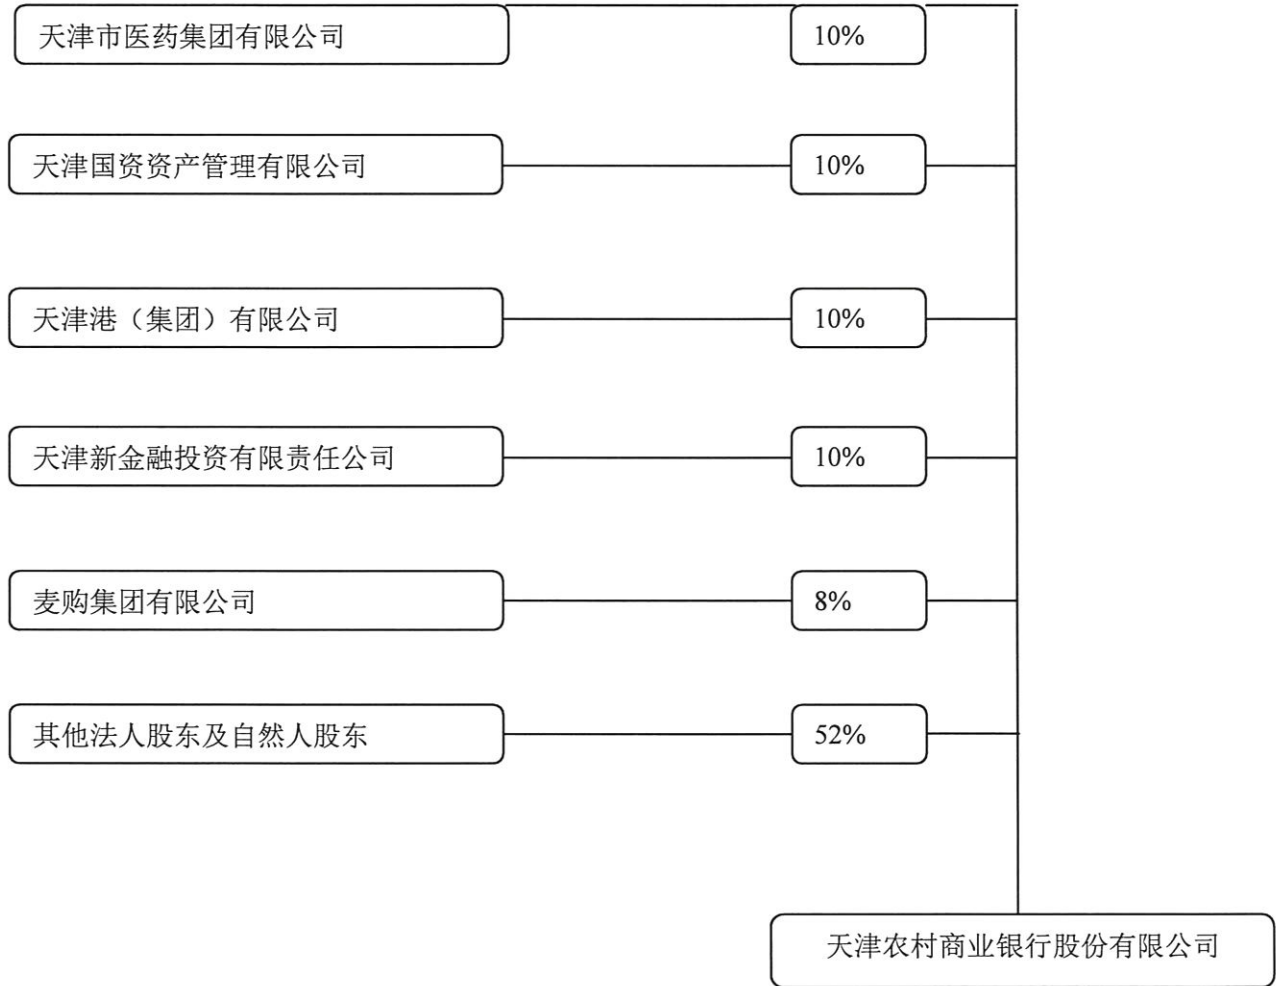 天津市医药集团有限公司 10%
天津国资资产管理有限公司 10%
天津港（集团）有限公司 10%
天津新金融投资有限责任公司 10%
麦购集团有限公司 8%
其他法人股东及自然人股东 52%
天津农村商业银行股份有限公司